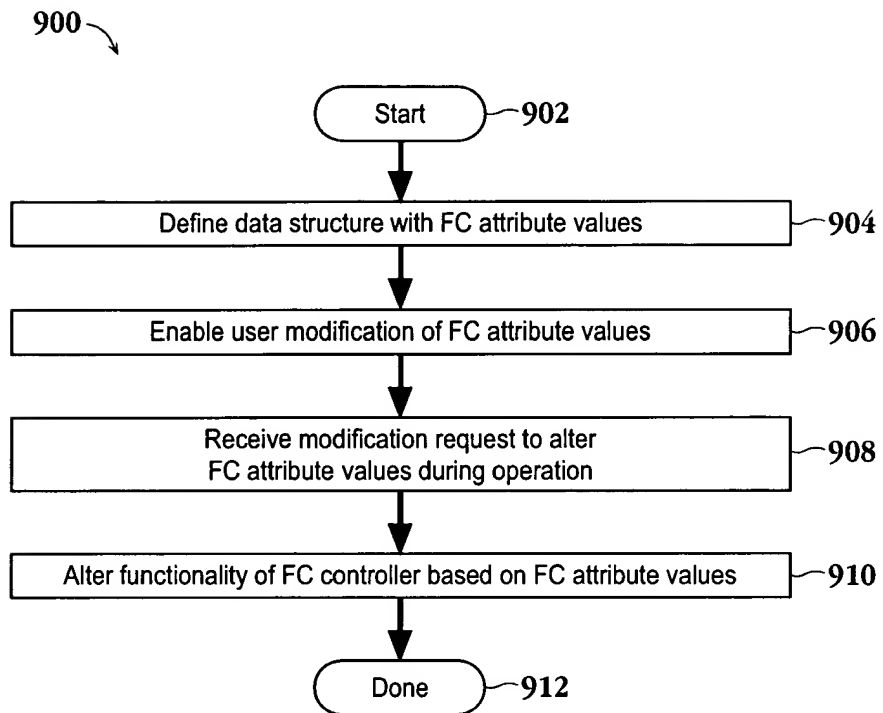 900
Start
902
Define data structure with FC attribute values
904
Enable user modification of FC attribute values
906
Receive modification request to alter
FC attribute values during operation
908
Alter functionality of FC controller based on FC attribute values
910
Done
912